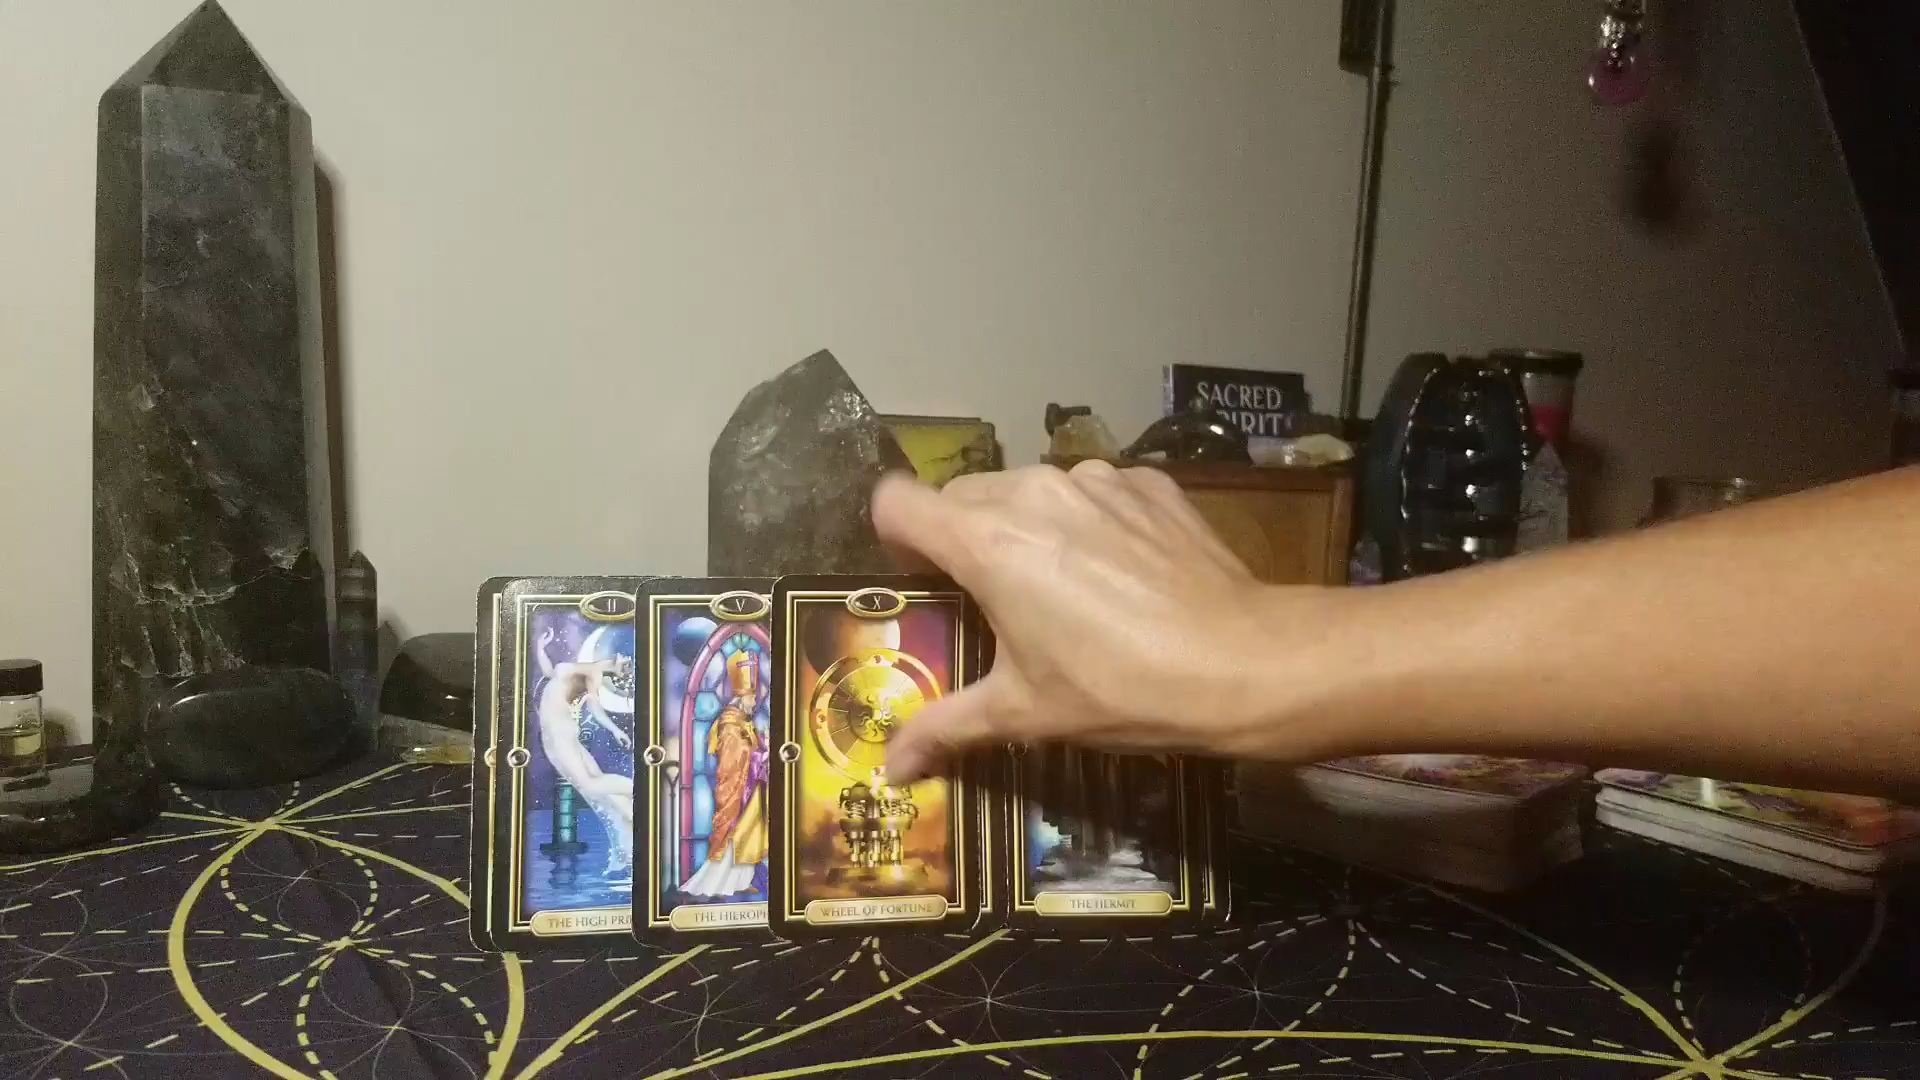 SACRED
II
V
X
THE HIGH PRI
THE HIEROPH
WHEEL OF FORTUNE
THE HERMIT